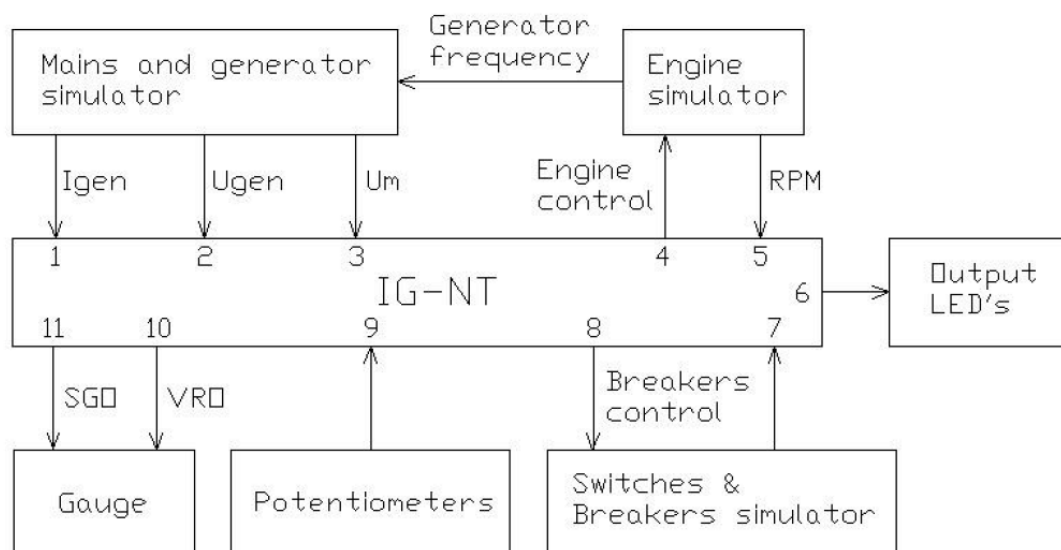 Mains and generator
simulator
Generator
frequency
Engine
simulator
Igen
Ugen
Um
Engine
control
RPM
1
2
3
4
5
IG-NT
6
Output
LED's
11
10
9
8
7
SGO
VRO
Breakers
control
Gauge
Potentiometers
Switches &
Breakers simulator